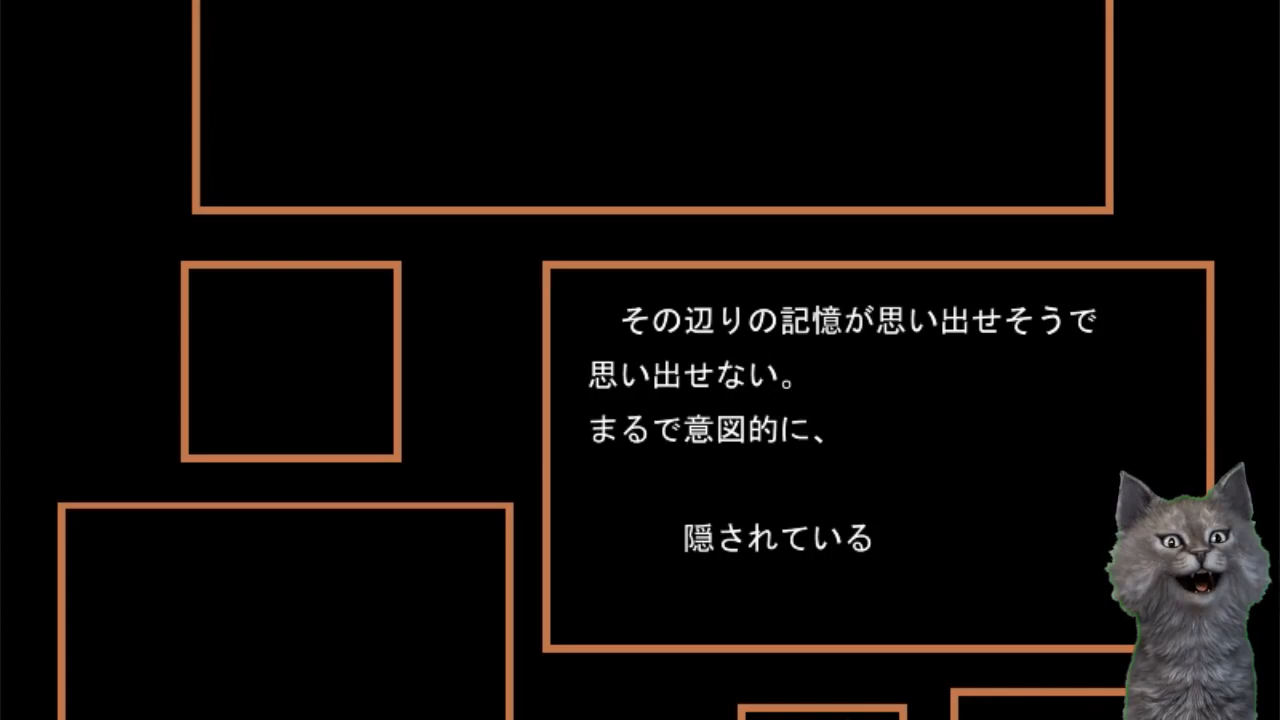 その辺りの記憶が思い出せそうで
思い出せない。
まるで意図的に、
隠されている